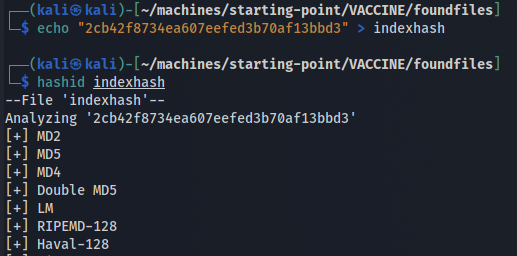 ┌──(kali㉿kali)-[~/machines/starting-point/VACCINE/foundfiles]
└─$ echo "2cb42f8734ea607eefed3b70af13bbd3" > indexhash
┌──(kali㉿kali)-[~/machines/starting-point/VACCINE/foundfiles]
└─$ hashid indexhash
--File 'indexhash'--
Analyzing '2cb42f8734ea607eefed3b70af13bbd3'
[+] MD2
[+] MD5
[+] MD4
[+] Double MD5
[+] LM
[+] RIPEMD-128
[+] Haval-128